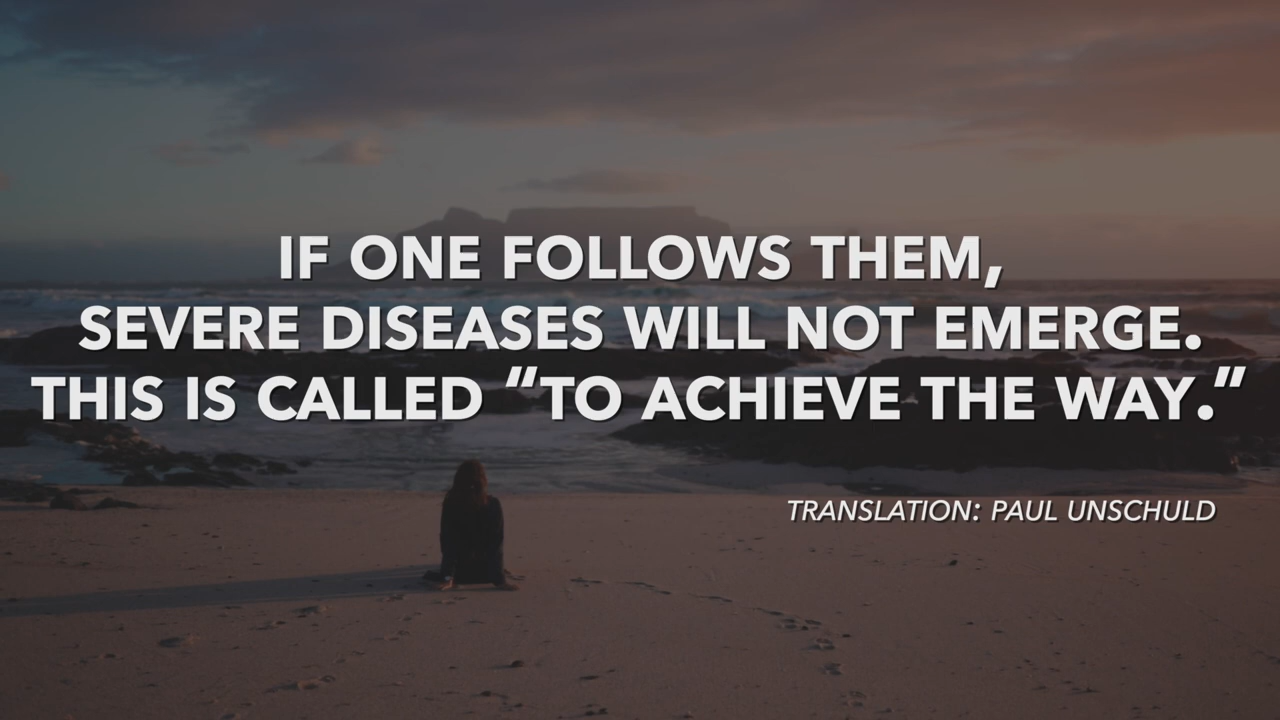 IF ONE FOLLOWS THEM,
SEVERE DISEASES WILL NOT EMERGE.
THIS IS CALLED “TO ACHIEVE THE WAY.”
TRANSLATION: PAUL UNSCHULD